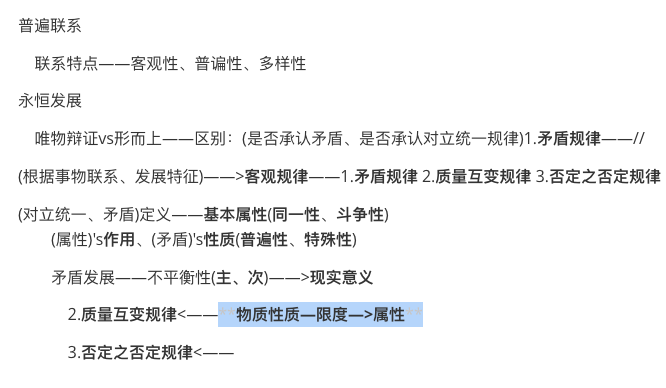 普遍联系
联系特点——客观性、普谝性、多样性
永恒发展
唯物辩证vs形而上——区别：(是否承认矛盾、是否承认对立统一规律)1.矛盾规律——//
(根据事物联系、发展特征)——>客观规律——1.矛盾规律 2.质量互变规律 3.否定之否定规律
(对立统一、矛盾)定义——基本属性(同一性、斗争性)
(属性)'s作用、(矛盾)'s性质(普遍性、特殊性)
矛盾发展——不平衡性(主、次)——>现实意义
2.质量互变规律<——**物质性质—限度—>属性**
3.否定之否定规律<——